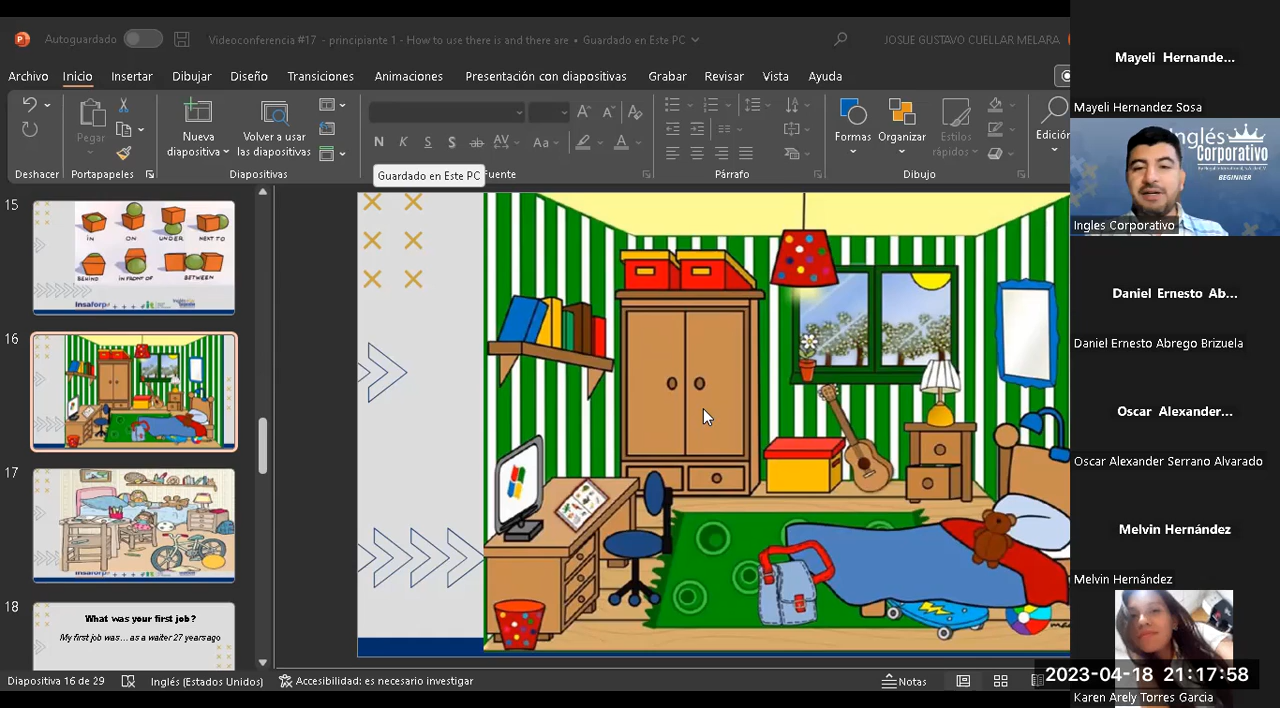 Autoguardado
Videoconferencia #17 - principiante 1 - How to use there is and there are • Guardado en Este PC
JOSUE GUSTAVO CUELLAR MELARA
Archivo Inicio Insertar Dibujar Diseño Transiciones Animaciones Presentación con diapositivas Grabar Revisar Vista Ayuda
Pegar
Nueva
diapositiva
Volver a usar
las diapositivas
N K S S ab AV Aa A
Formas
Organizar
Estilos
rápidos
Edición
Deshacer
Portapapeles
Diapositivas
Fuente
Párrafo
Dibujo
Guardado en Este PC
15
IN ON UNDER NEXT TO
BEHIND IN FRONT OF BETWEEN
Insaforp
16
17
18
What was your first job?
My first job was... as a waiter 27 years ago
Diapositiva 16 de 29
Inglés (Estados Unidos)
Accesibilidad: es necesario investigar
Notas
Mayeli Hernande...
Mayeli Hernandez Sosa
Inglés
Corporativo
BEGINNER
Ingles Corporativo
Daniel Ernesto Ab...
Daniel Ernesto Abrego Brizuela
Oscar Alexander...
Oscar Alexander Serrano Alvarado
Melvin Hernández
Melvin Hernández
2023-04-18 21:17:58
Karen Arely Torres Garcia